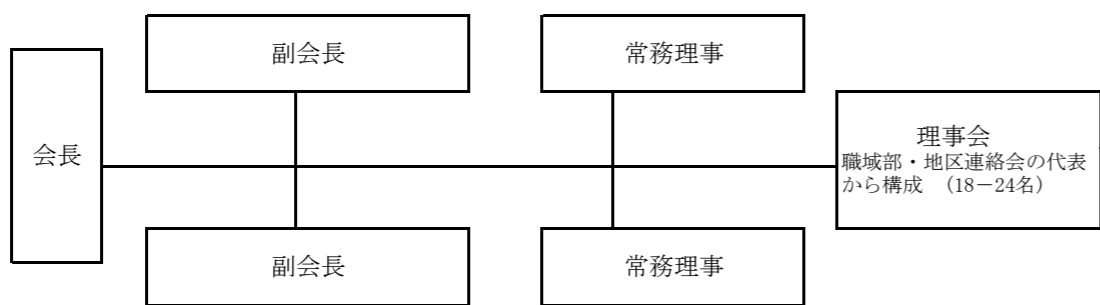 副会長
常務理事
会長
理事会
職域部・地区連絡会の代表
から構成　(18－24名)
副会長
常務理事